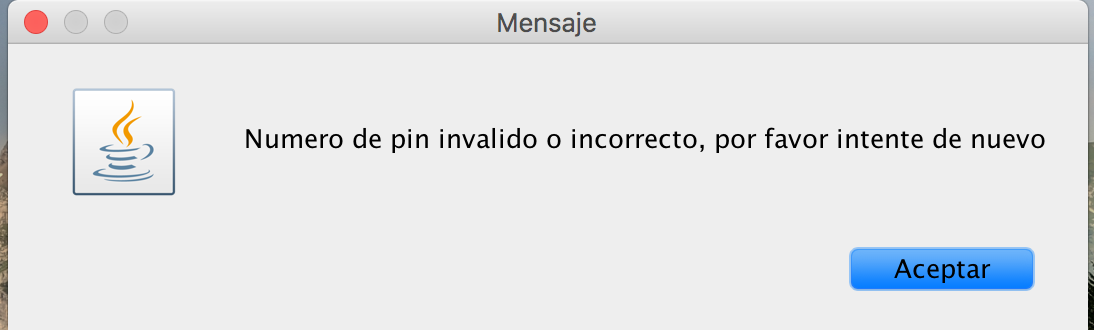 Mensaje
Numero de pin invalido o incorrecto, por favor intente de nuevo
Aceptar